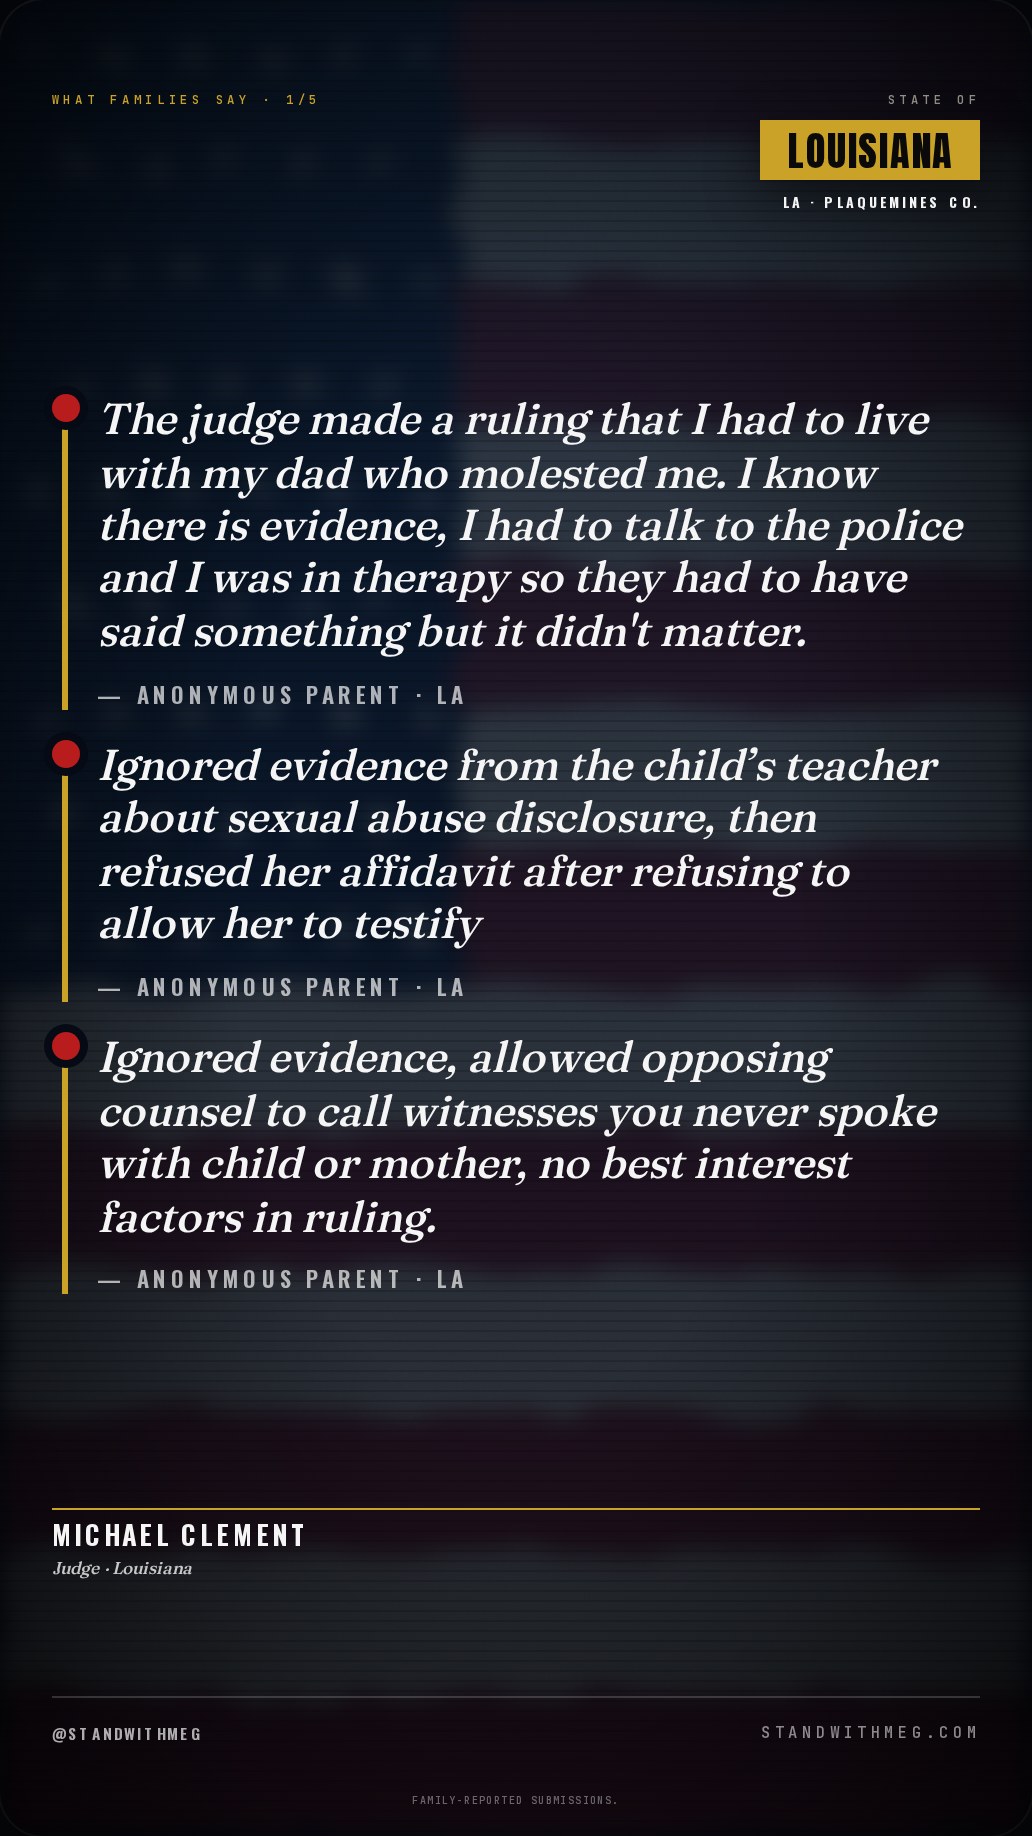 WHAT FAMILIES SAY · 1/5
STATE OF
LOUISIANA
LA · PLAQUEMINES CO.
The judge made a ruling that I had to live
with my dad who molested me. I know
there is evidence, I had to talk to the police
and I was in therapy so they had to have
said something but it didn't matter.
— ANONYMOUS PARENT · LA
Ignored evidence from the child’s teacher
about sexual abuse disclosure, then
refused her affidavit after refusing to
allow her to testify
— ANONYMOUS PARENT · LA
Ignored evidence, allowed opposing
counsel to call witnesses you never spoke
with child or mother, no best interest
factors in ruling.
— ANONYMOUS PARENT · LA
MICHAEL CLEMENT
Judge · Louisiana
@STANDWITHMEG
STANDWITHMEG.COM
FAMILY-REPORTED SUBMISSIONS.